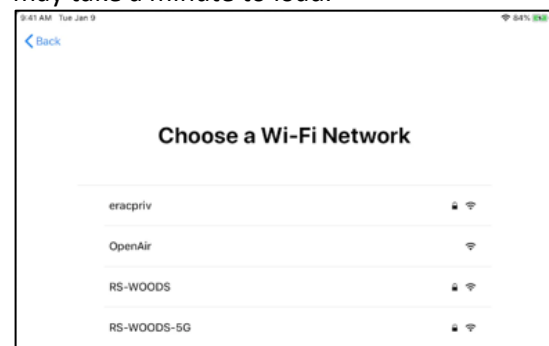 may take a minute to load.
9:41 AM Tue Jan 9 84%
Back
Choose a Wi-Fi Network
eracpriv
OpenAir
RS-WOODS
RS-WOODS-5G